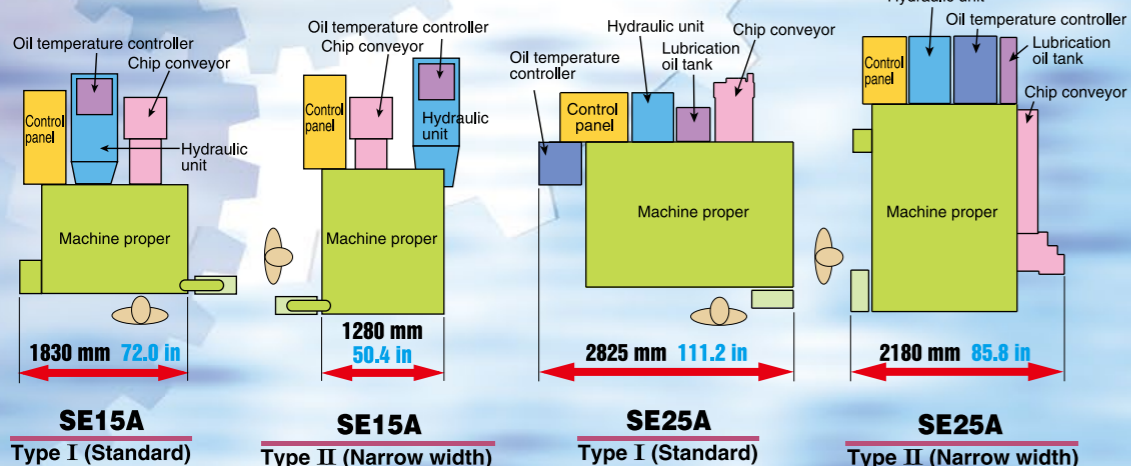 Oil temperature controller
Chip conveyor
Control
panel
Hydraulic
unit
Machine proper
1830 mm 72.0 in
SE15A
Type I (Standard)
Oil temperature controller
Chip conveyor
Control
panel
Hydraulic
unit
Machine proper
1280 mm
50.4 in
SE15A
Type II (Narrow width)
Hydraulic unit
Chip conveyor
Lubrication
oil tank
Oil temperature
controller
Control
panel
Machine proper
2825 mm 111.2 in
SE25A
Type I (Standard)
Hydraulic unit
Oil temperature controller
Lubrication
oil tank
Control
panel
Chip conveyor
Machine proper
2180 mm 85.8 in
SE25A
Type II (Narrow width)